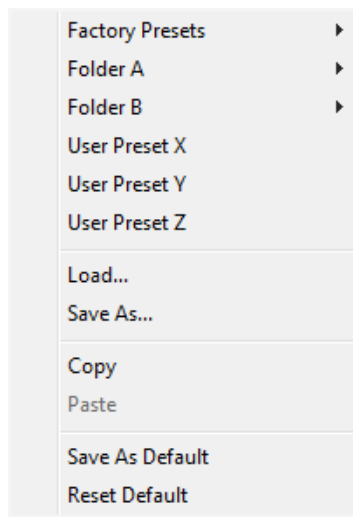 Factory Presets
Folder A
Folder B
User Preset X
User Preset Y
User Preset Z
Load...
Save As...
Copy
Paste
Save As Default
Reset Default